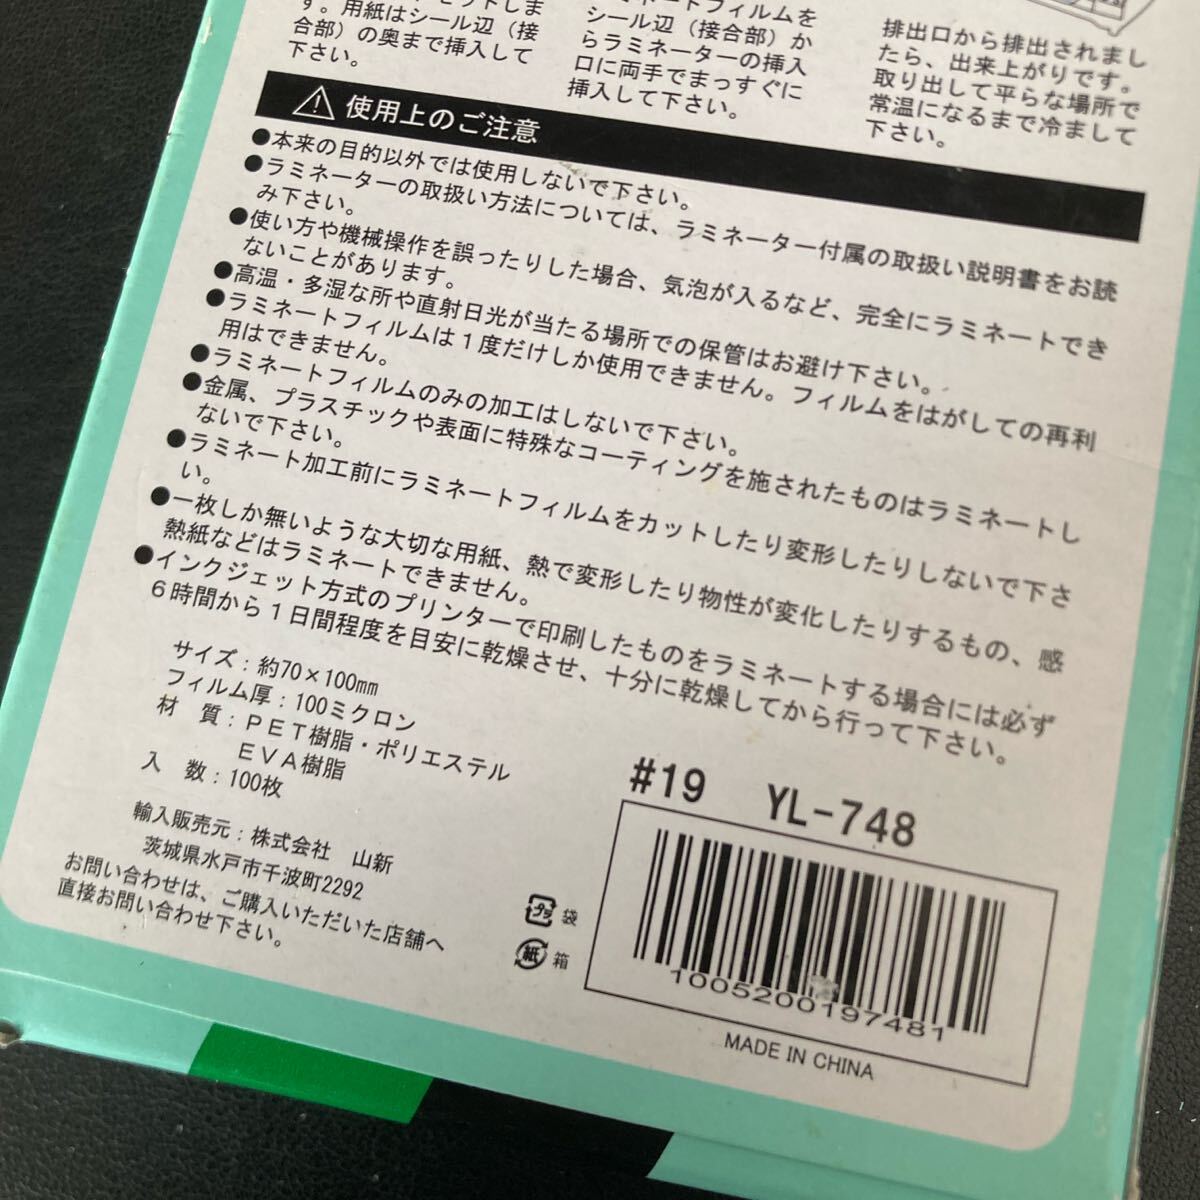 す。用紙はシール辺（接
合部）の奥まで挿入して
下さい。
ートフィルムを
シール辺（接合部）か
らラミネーターの挿入
口に両手でまっすぐに
挿入して下さい。
排出口から排出されまし
たら、出来上がりです。
取り出して平らな場所で
常温になるまで冷まして
下さい。
使用上のご注意
●本来の目的以外では使用しないで下さい。
●ラミネーターの取扱い方法については、ラミネーター付属の取扱い説明書をお読
み下さい。
●使い方や機械操作を誤ったりした場合、気泡が入るなど、完全にラミネートでき
ないことがあります。
●高温・多湿な所や直射日光が当たる場所での保管はお避け下さい。
●ラミネートフィルムは１度だけしか使用できません。フィルムをはがしての再利
用はできません。
●ラミネートフィルムのみの加工はしないで下さい。
●金属、プラスチックや表面に特殊なコーティングを施されたものはラミネートし
ないで下さい。
●ラミネート加工前にラミネートフィルムをカットしたり変形したりしないで下さ
い。
●一枚しか無いような大切な用紙、熱で変形したり物性が変化したりするもの、感
熱紙などはラミネートできません。
●インクジェット方式のプリンターで印刷したものをラミネートする場合には必ず
６時間から１日間程度を目安に乾燥させ、十分に乾燥してから行って下さい。
サイズ：約70×100mm
フィルム厚：100ミクロン
材　質：ＰＥＴ樹脂・ポリエステル
ＥＶＡ樹脂
入　数：100枚
輸入販売元：株式会社　山新
茨城県水戸市千波町2292
お問い合わせは、ご購入いただいた店舗へ
直接お問い合わせ下さい。
#19 YL-748
プラ 袋
紙 箱
1005200197481
MADE IN CHINA